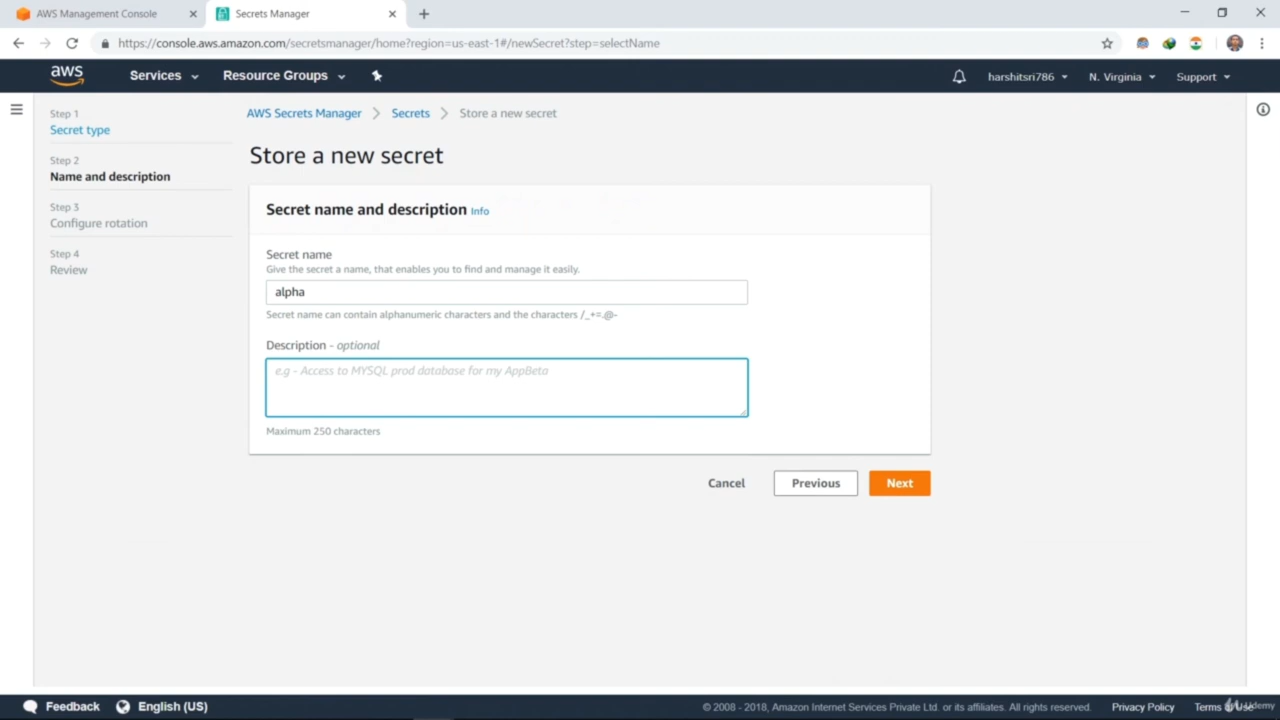 AWS Management Console
Secrets Manager
https://console.aws.amazon.com/secretsmanager/home?region=us-east-1#/newSecret?step=selectName
aws
Services
Resource Groups
harshitsri786
N. Virginia
Support
Step 1
Secret type
Step 2
Name and description
Step 3
Configure rotation
Step 4
Review
AWS Secrets Manager > Secrets > Store a new secret
Store a new secret
Secret name and description Info
Secret name
Give the secret a name, that enables you to find and manage it easily.
alpha
Secret name can contain alphanumeric characters and the characters /_+=.@-
Description - optional
e.g - Access to MYSQL prod database for my AppBeta
Maximum 250 characters
Cancel
Previous
Next
Feedback
English (US)
© 2008 - 2018, Amazon Internet Services Private Ltd. or its affiliates. All rights reserved.
Privacy Policy
Terms of Use
Udemy